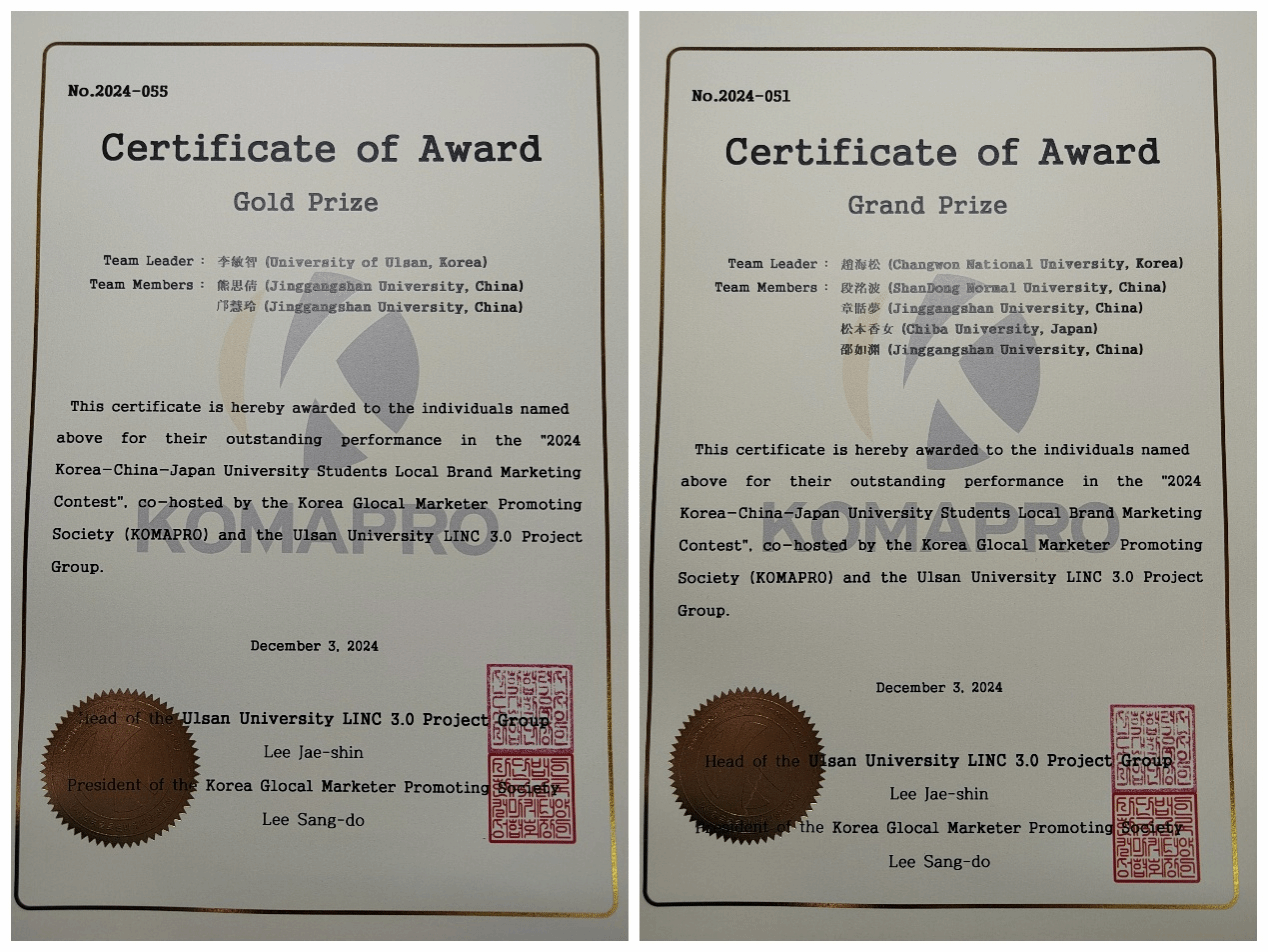 No.2024-055
Certificate of Award
Gold Prize
Team Leader : 李敏智 (University of Ulsan, Korea)
Team Members : 熊思倩 (Jinggangshan University, China)
邝慧玲 (Jinggangshan University, China)
KOMAPRO
This certificate is hereby awarded to the individuals named
above for their outstanding performance in the "2024
Korea-China-Japan University Students Local Brand Marketing
Contest", co-hosted by the Korea Glocal Marketer Promoting
Society (KOMAPRO) and the Ulsan University LINC 3.0 Project
Group.
December 3, 2024
Head of the Ulsan University LINC 3.0 Project Group
Lee Jae-shin
President of the Korea Glocal Marketer Promoting Society
Lee Sang-do
No.2024-051
Certificate of Award
Grand Prize
Team Leader : 趙海松 (Changwon National University, Korea)
Team Members : 段洺波 (ShanDong Normal University, China)
(Jinggangshan University, China)
松本香女 (Chiba University, Japan)
邵如渊 (Jinggangshan University, China)
KOMAPRO
This certificate is hereby awarded to the individuals named
above for their outstanding performance in the "2024
Korea-China-Japan University Students Local Brand Marketing
Contest", co-hosted by the Korea Glocal Marketer Promoting
Society (KOMAPRO) and the Ulsan University LINC 3.0 Project
Group.
December 3, 2024
Head of the Ulsan University LINC 3.0 Project Group
Lee Jae-shin
President of the Korea Glocal Marketer Promoting Society
Lee Sang-do